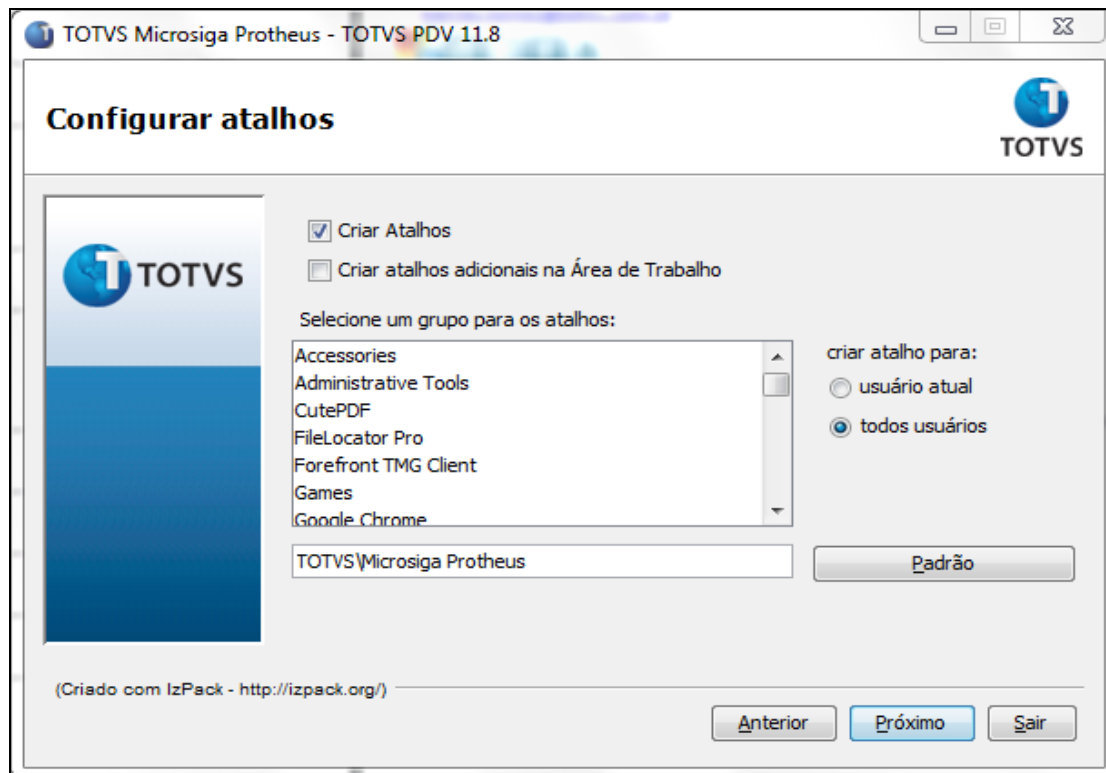 TOTVS Microsiga Protheus - TOTVS PDV 11.8
Configurar atalhos
TOTVS
TOTVS
Criar Atalhos
Criar atalhos adicionais na Área de Trabalho
Selecione um grupo para os atalhos:
Accessories
Administrative Tools
CutePDF
FileLocator Pro
Forefront TMG Client
Games
Google Chrome
criar atalho para:
usuário atual
todos usuários
TOTVS\Microsiga Protheus
Padrão
(Criado com IzPack - http://izpack.org/)
Anterior
Próximo
Sair